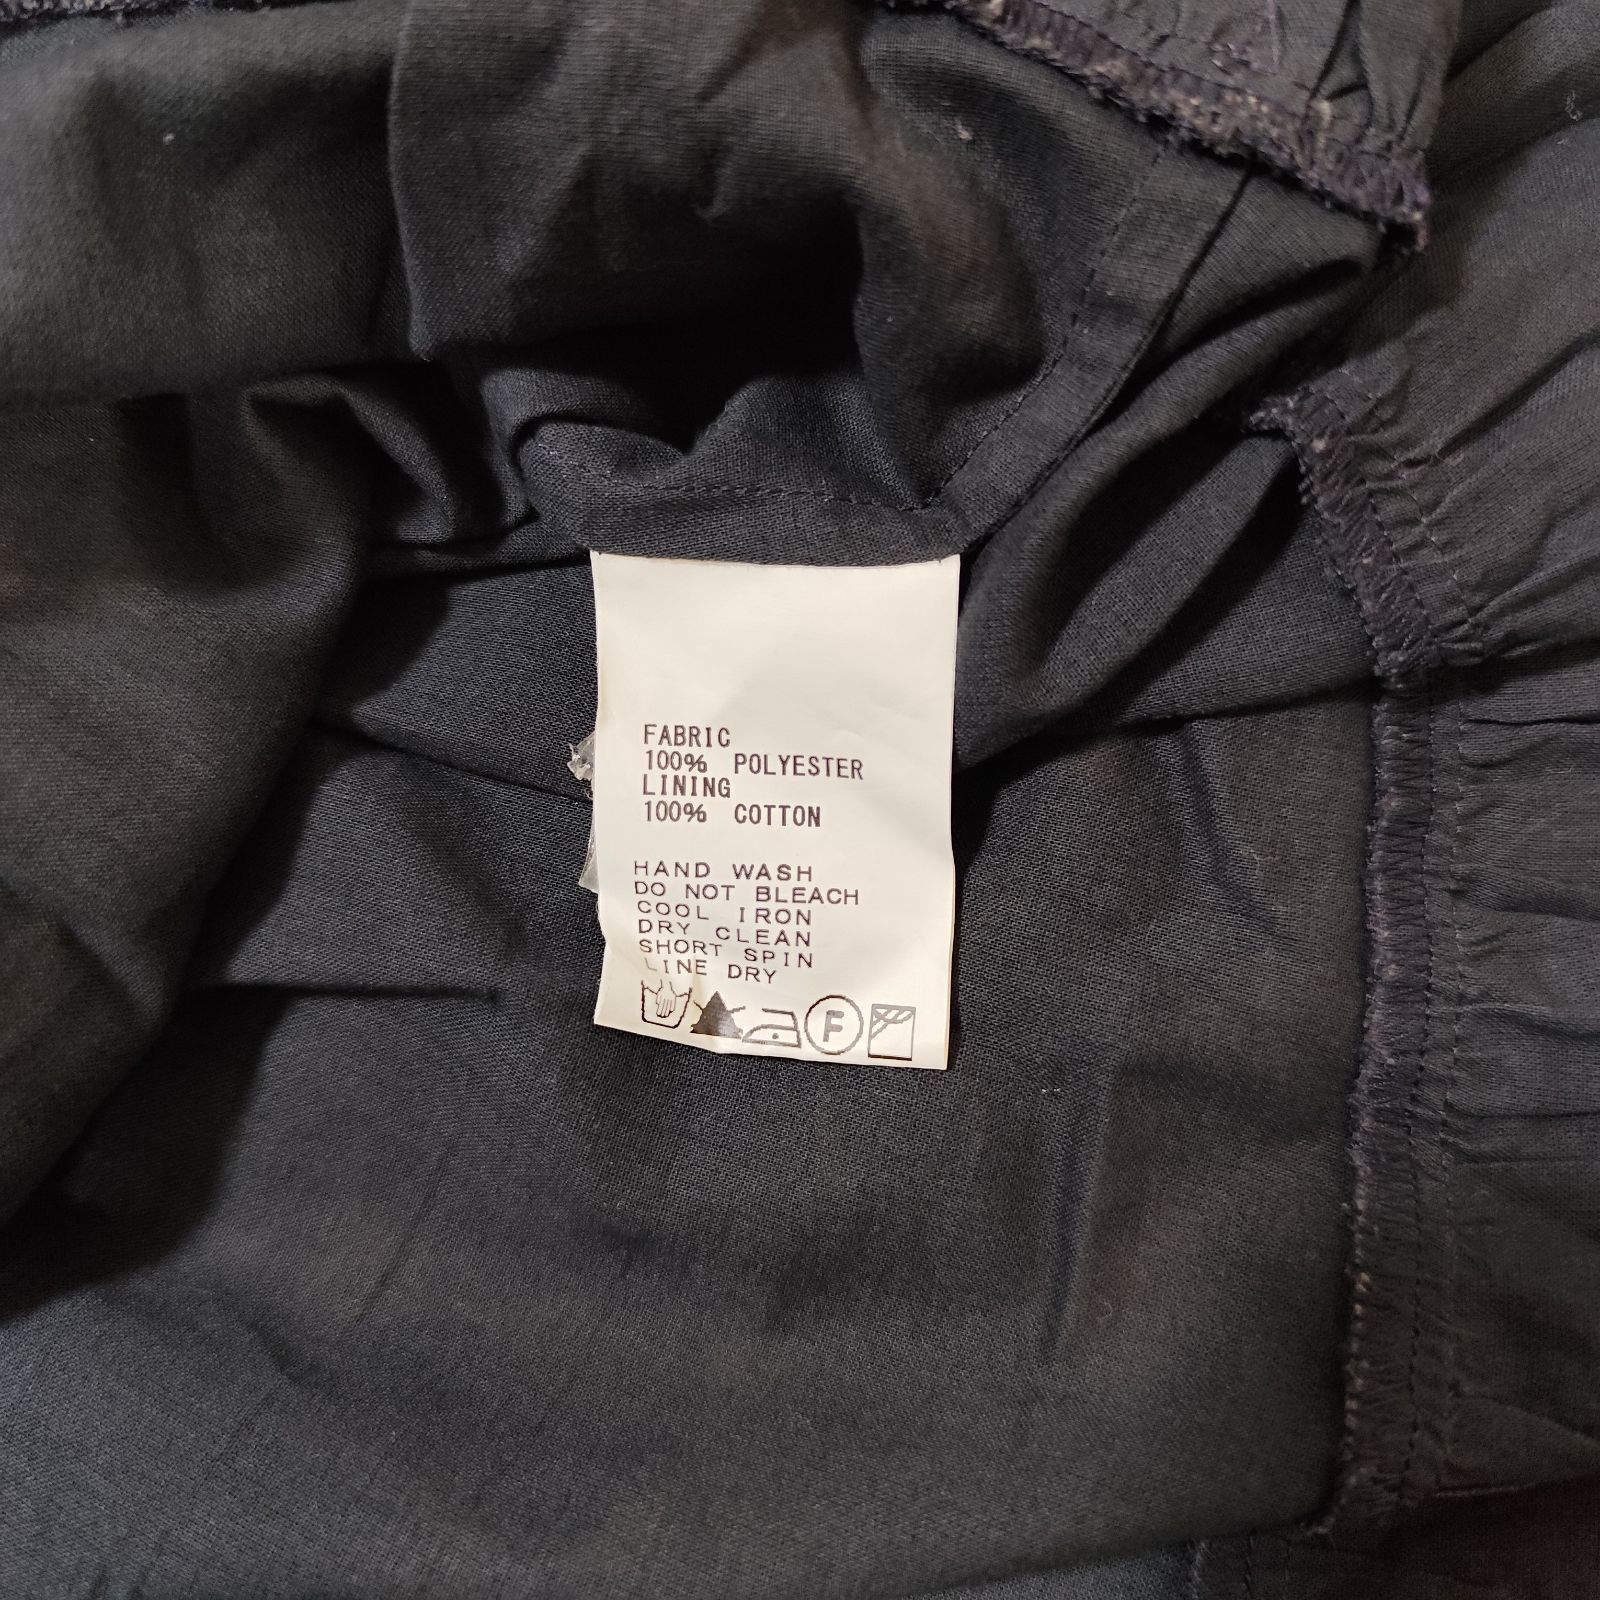 FABRIC
100% POLYESTER
LINING
100% COTTON
HAND WASH
DO NOT BLEACH
COOL IRON
DRY CLEAN
SHORT SPIN
LINE DRY
F